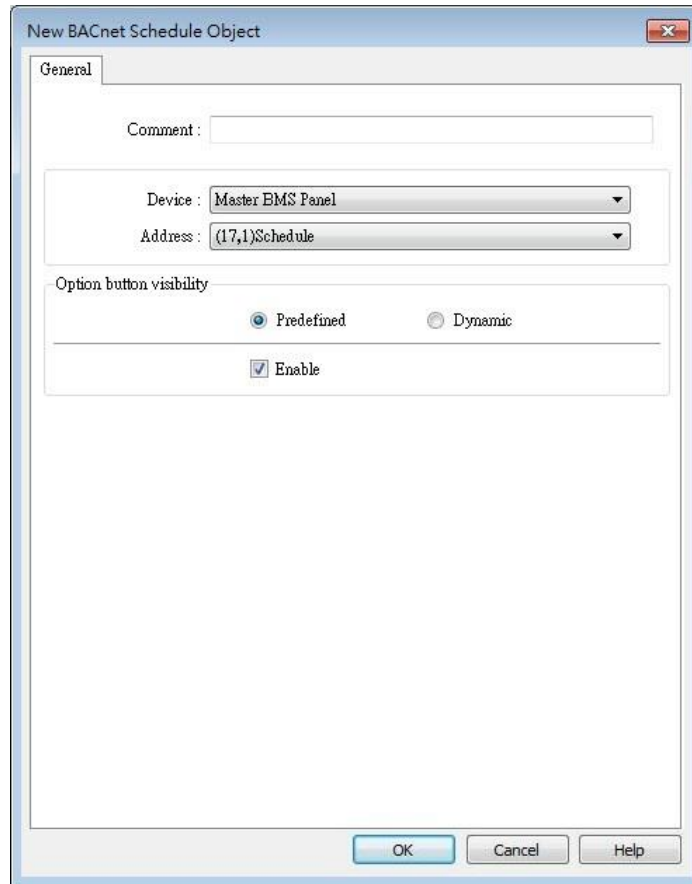 New BACnet Schedule Object
General
Comment :
Device : Master BMS Panel
Address : (17,1)Schedule
Option button visibility
Predefined Dynamic
Enable
OK Cancel Help